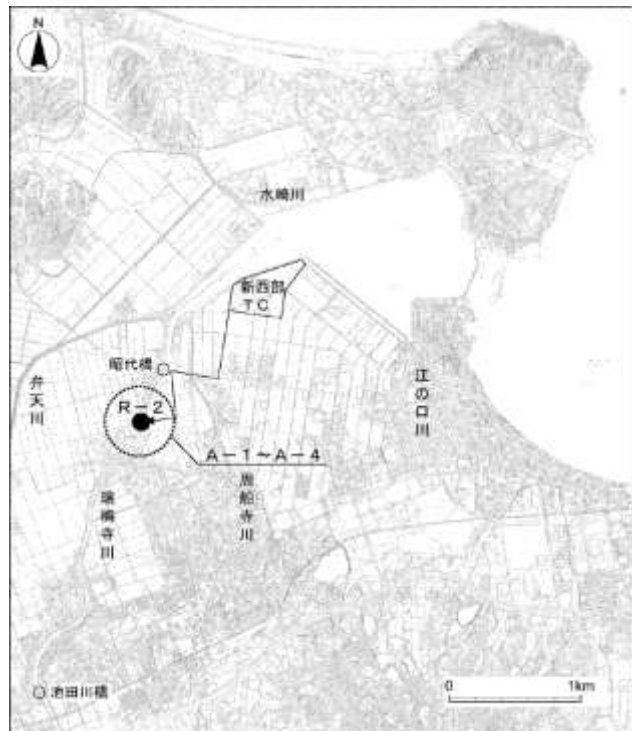 N
水崎川
新西部
TC
昭代橋
弁天川
R-2
江の口川
A-1~A-4
周船寺川
瑞梅寺川
池田川橋
0
1km